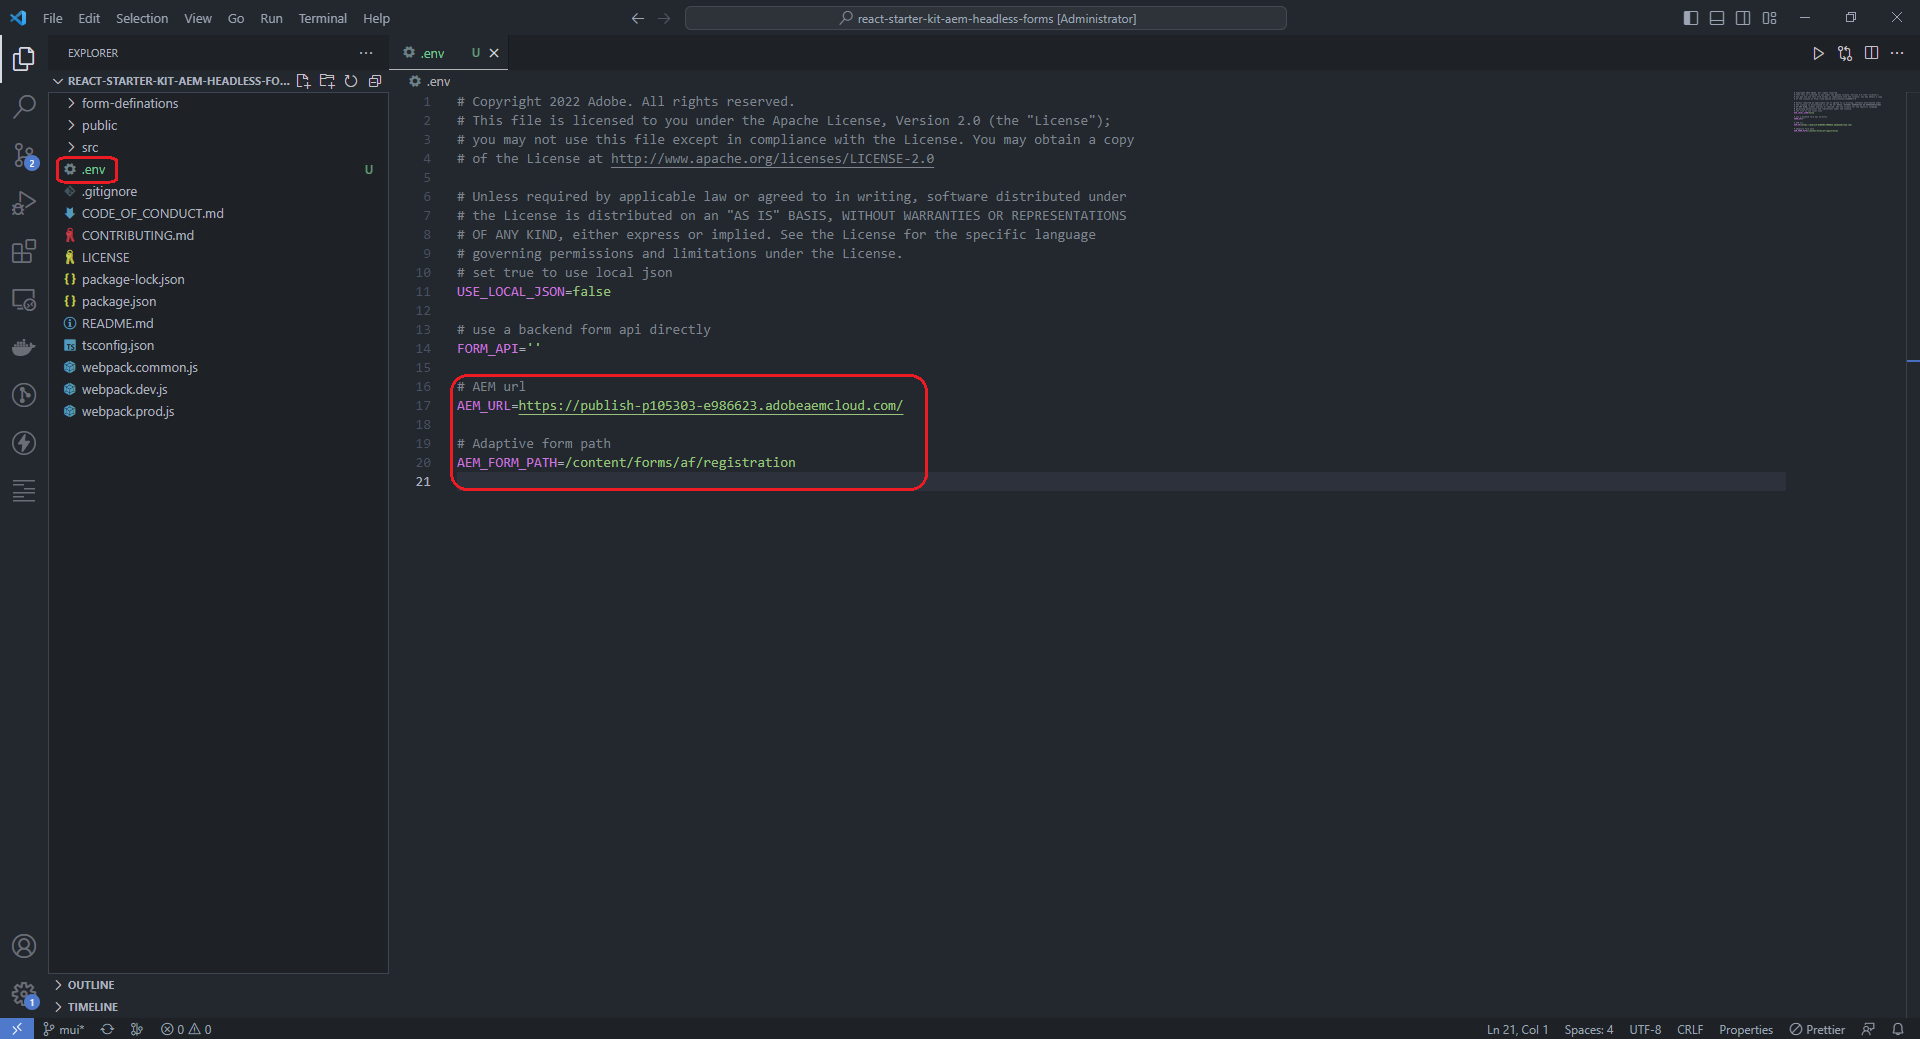 File Edit Selection View Go Run Terminal Help
react-starter-kit-aem-headless-forms [Administrator]
EXPLORER
REACT-STARTER-KIT-AEM-HEADLESS-FO...
form-definations
public
src
.env U
.gitignore
CODE_OF_CONDUCT.md
CONTRIBUTING.md
LICENSE
package-lock.json
package.json
README.md
tsconfig.json
webpack.common.js
webpack.dev.js
webpack.prod.js
OUTLINE
TIMELINE
2
1
.env U
.env
1 # Copyright 2022 Adobe. All rights reserved.
2 # This file is licensed to you under the Apache License, Version 2.0 (the "License");
3 # you may not use this file except in compliance with the License. You may obtain a copy
4 # of the License at http://www.apache.org/licenses/LICENSE-2.0
5
6 # Unless required by applicable law or agreed to in writing, software distributed under
7 # the License is distributed on an "AS IS" BASIS, WITHOUT WARRANTIES OR REPRESENTATIONS
8 # OF ANY KIND, either express or implied. See the License for the specific language
9 # governing permissions and limitations under the License.
10 # set true to use local json
11 USE_LOCAL_JSON=false
12
13 # use a backend form api directly
14 FORM_API=''
15
16 # AEM url
17 AEM_URL=https://publish-p105303-e986623.adobeaemcloud.com/
18
19 # Adaptive form path
20 AEM_FORM_PATH=/content/forms/af/registration
21
mui* 0 0
Ln 21, Col 1 Spaces: 4 UTF-8 CRLF Properties Prettier